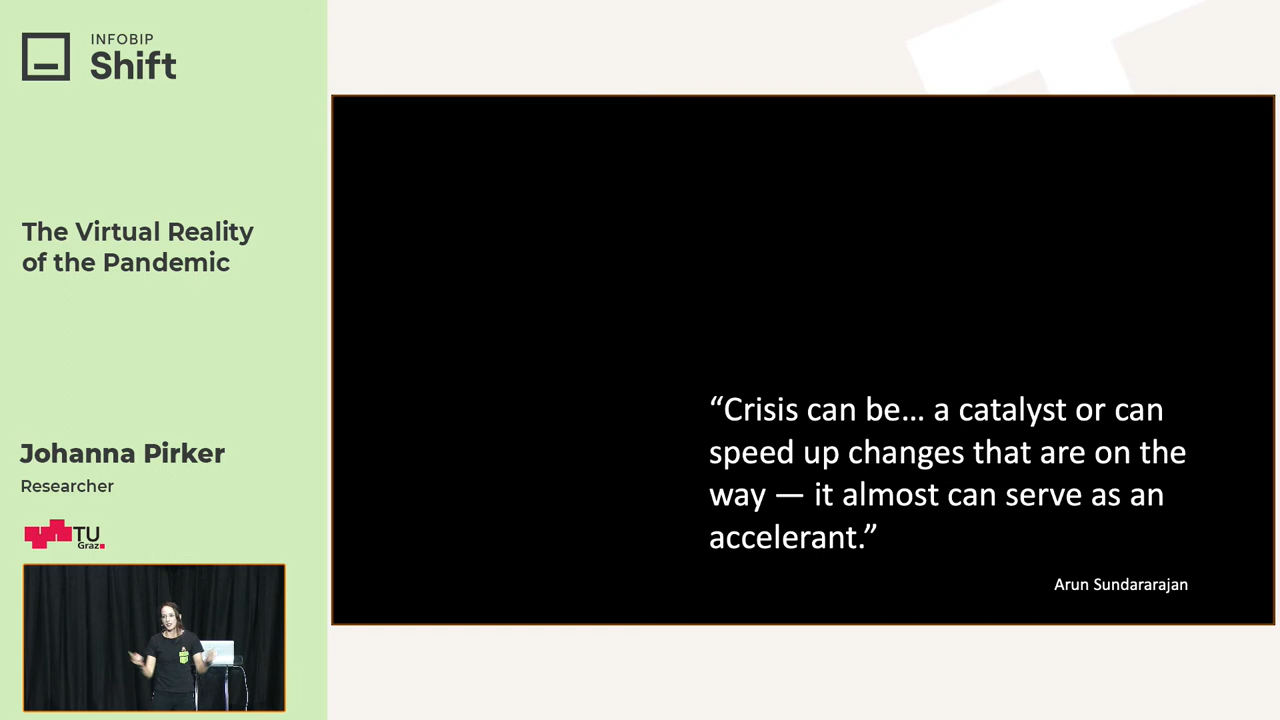 INFOBIP
Shift
The Virtual Reality
of the Pandemic
Johanna Pirker
Researcher
TU
Graz
“Crisis can be... a catalyst or can
speed up changes that are on the
way — it almost can serve as an
accelerant.”
Arun Sundararajan